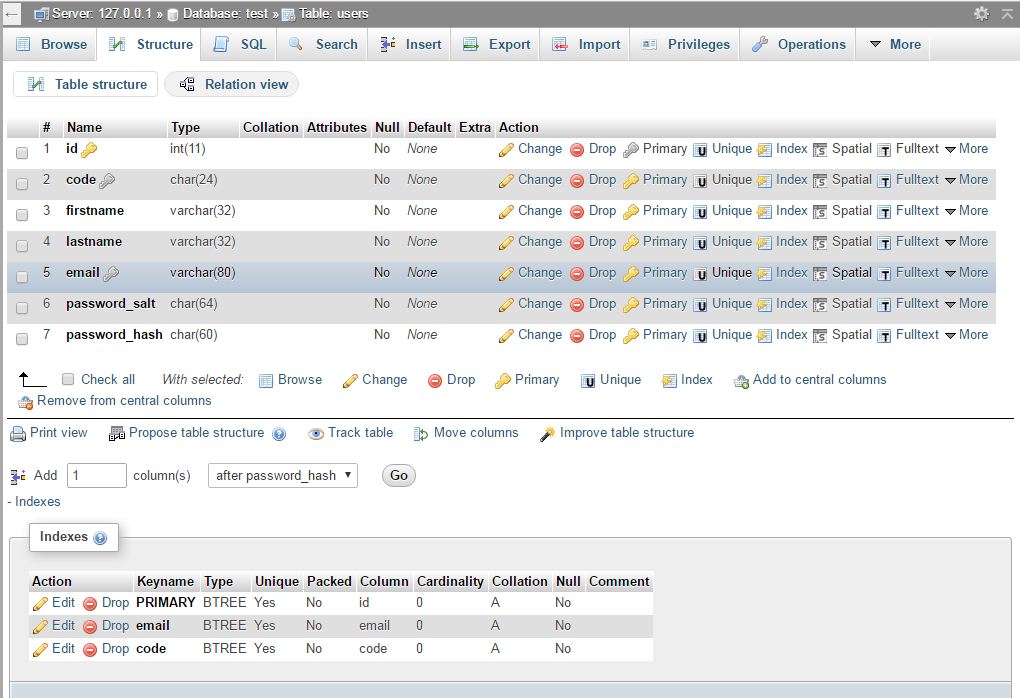 Server: 127.0.0.1 » Database: test » Table: users
Browse Structure SQL Search Insert Export Import Privileges Operations More
Table structure Relation view
# Name Type Collation Attributes Null Default Extra Action
1 id int(11) No None Change Drop Primary Unique Index Spatial Fulltext More
2 code char(24) No None Change Drop Primary Unique Index Spatial Fulltext More
3 firstname varchar(32) No None Change Drop Primary Unique Index Spatial Fulltext More
4 lastname varchar(32) No None Change Drop Primary Unique Index Spatial Fulltext More
5 email varchar(80) No None Change Drop Primary Unique Index Spatial Fulltext More
6 password_salt char(64) No None Change Drop Primary Unique Index Spatial Fulltext More
7 password_hash char(60) No None Change Drop Primary Unique Index Spatial Fulltext More
Check all With selected: Browse Change Drop Primary Unique Index Add to central columns
Remove from central columns
Print view Propose table structure Track table Move columns Improve table structure
Add 1 column(s) after password_hash Go
- Indexes
Indexes
Action Keyname Type Unique Packed Column Cardinality Collation Null Comment
Edit Drop PRIMARY BTREE Yes No id 0 A No
Edit Drop email BTREE Yes No email 0 A No
Edit Drop code BTREE Yes No code 0 A No